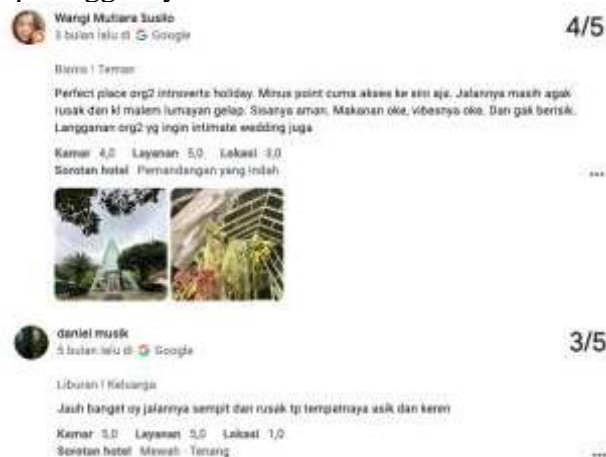 Wangi Mutiara Susilo
3 bulan lalu di Google
4/5
Bisnis | Teman
Perfect place org2 introverts holiday. Minus point cuma akses ke sini aja. Jalannya masih agak
rusak dan kl malem lumayan gelap. Sisanya aman. Makanan oke, vibesnya oke. Dan gak berisik.
Langganan org2 yg ingin intimate wedding juga
Kamar 4,0 Layanan 5,0 Lokasi 3,0
Sorotan hotel Pemandangan yang indah
daniel musik
5 bulan lalu di Google
3/5
Liburan | Keluarga
Jauh banget oy jalannya sempit dan rusak tp tempatnaya asik dan keren
Kamar 5,0 Layanan 5,0 Lokasi 1,0
Sorotan hotel Mewah · Tenang